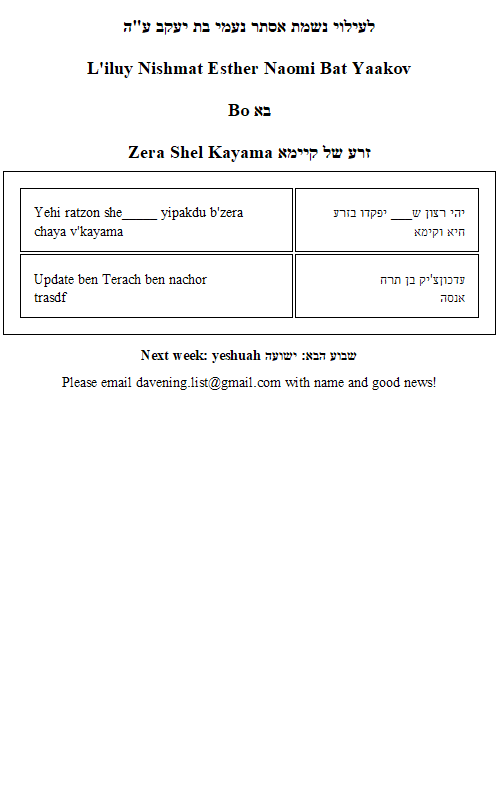 לעילוי נשמת אסתר נעמי בת יעקב ע"ה
L'iluy Nishmat Esther Naomi Bat Yaakov
Bo בא
Zera Shel Kayama זרע של קיימא
Yehi ratzon she_____ yipakdu b'zera
chaya v'kayama
יהי רצון ש___ יפקדו בזרע
חיא וקימא
Update ben Terach ben nachor
trasdf
עדכוןצ'יק בן תרח
אנסה
Next week: yeshuah שבוע הבא: ישועה
Please email davening.list@gmail.com with name and good news!